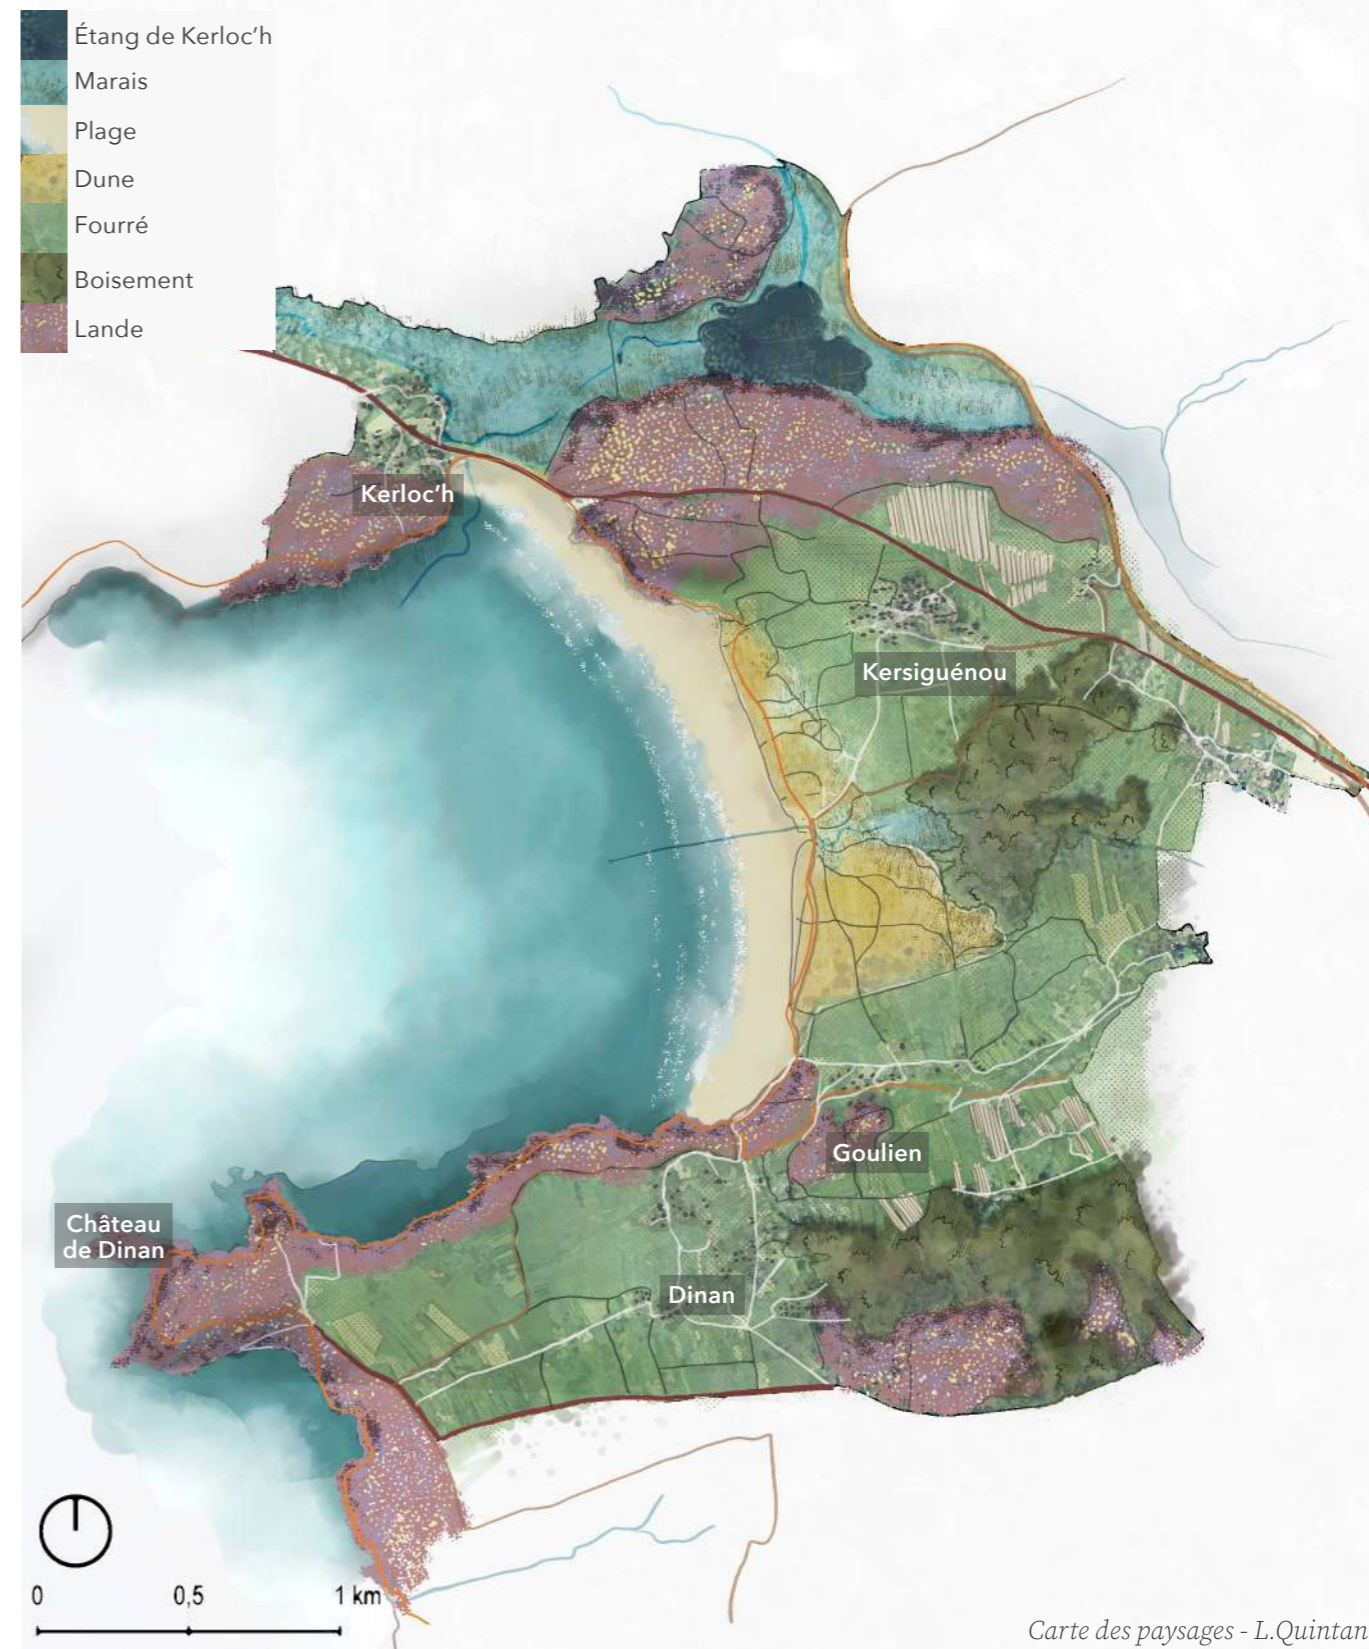 Étang de Kerloc’h
Marais
Plage
Dune
Fourré
Boisement
Lande
Kerloc’h
Kersiguénou
Goulien
Château
de Dinan
Dinan
0 0,5 1 km
Carte des paysages - L.Quintan